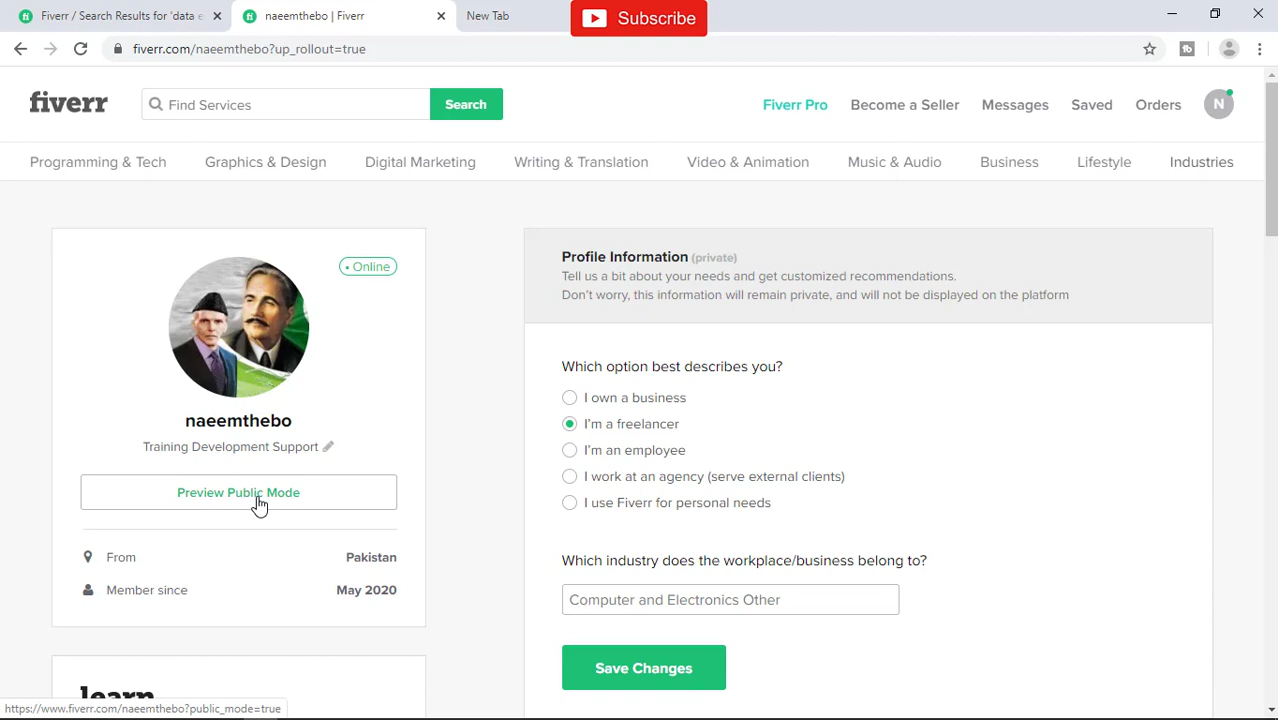 Fiverr / Search Results for 'data e
naeemthebo | Fiverr
New Tab
Subscribe
fiverr.com/naeemthebo?up_rollout=true
fiverr
Find Services
Search
Fiverr Pro
Become a Seller
Messages
Saved
Orders
N
Programming & Tech
Graphics & Design
Digital Marketing
Writing & Translation
Video & Animation
Music & Audio
Business
Lifestyle
Industries
• Online
naeemthebo
Training Development Support
Preview Public Mode
From Pakistan
Member since May 2020
learn
Profile Information (private)
Tell us a bit about your needs and get customized recommendations.
Don't worry, this information will remain private, and will not be displayed on the platform
Which option best describes you?
I own a business
I'm a freelancer
I'm an employee
I work at an agency (serve external clients)
I use Fiverr for personal needs
Which industry does the workplace/business belong to?
Computer and Electronics Other
Save Changes
https://www.fiverr.com/naeemthebo?public_mode=true